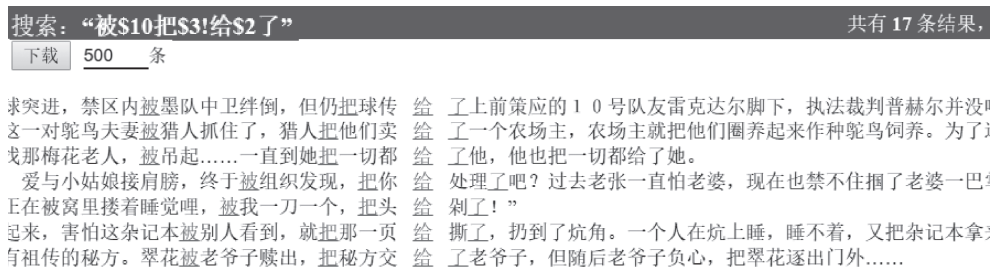 搜索：“被$10把$3!给$2了” 共有 17 条结果，
下载 500 条
球突进，禁区内被墨队中卫绊倒，但仍把球传 给 了上前策应的１０号队友雷克达尔脚下，执法裁判普赫尔并没
这一对鸵鸟夫妻被猎人抓住了，猎人把他们卖 给 了一个农场主，农场主就把他们圈养起来作种鸵鸟饲养。为了
找那梅花老人，被吊起……一直到她把一切都 给 了他，他也把一切都给了她。
爱与小姑娘接肩膀，终于被组织发现，把你 给 处理了吧？过去老张一直怕老婆，现在也禁不住掴了老婆一巴
正在被窝里搂着睡觉哩，被我一刀一个，把头 给 剁了！”
起来，害怕这杂记本被别人看到，就把那一页 给 撕了，扔到了炕角。一个人在炕上睡，睡不着，又把杂记本拿
有祖传的秘方。翠花被老爷子赎出，把秘方交 给 了老爷子，但随后老爷子负心，把翠花逐出门外……